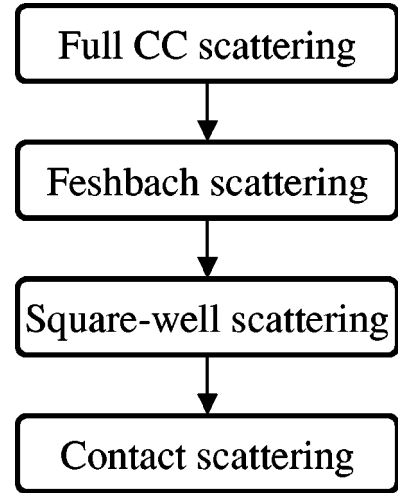 Full CC scattering
Feshbach scattering
Square-well scattering
Contact scattering